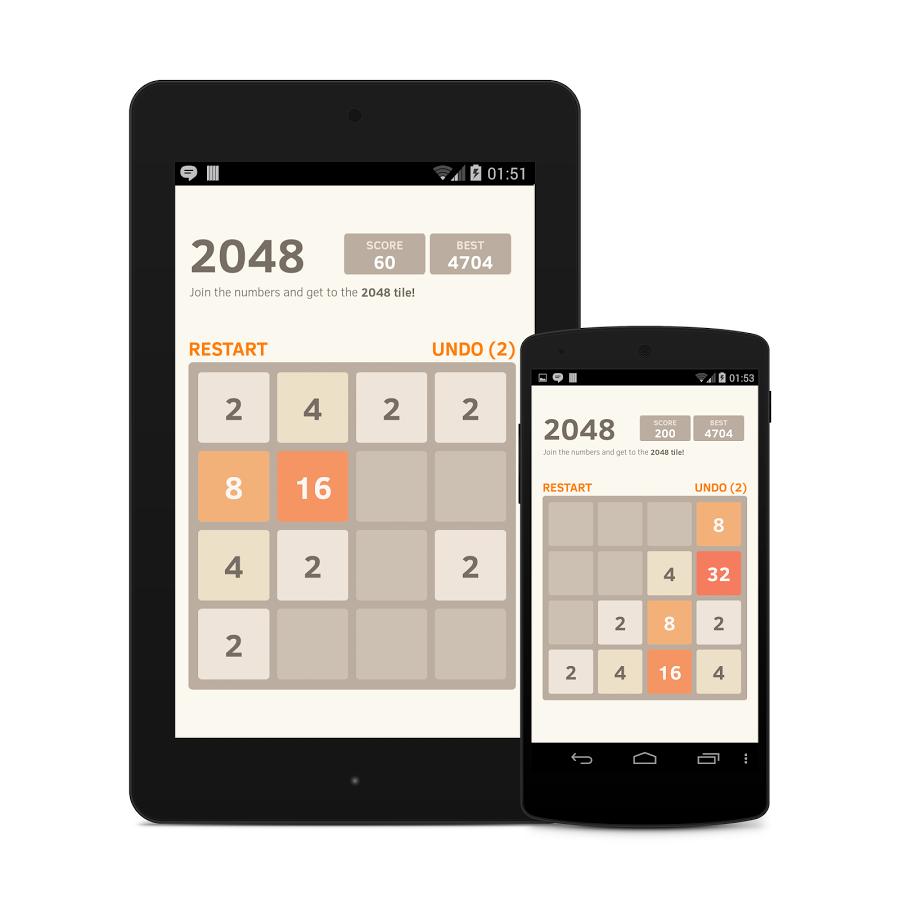 01:51
2048
SCORE
60
BEST
4704
Join the numbers and get to the 2048 tile!
RESTART
UNDO (2)
2 4 2 2
8 16
4 2 2
2
01:53
2048
SCORE
200
BEST
4704
Join the numbers and get to the 2048 tile!
RESTART
UNDO (2)
8
4 32
2 8 2
2 4 16 4